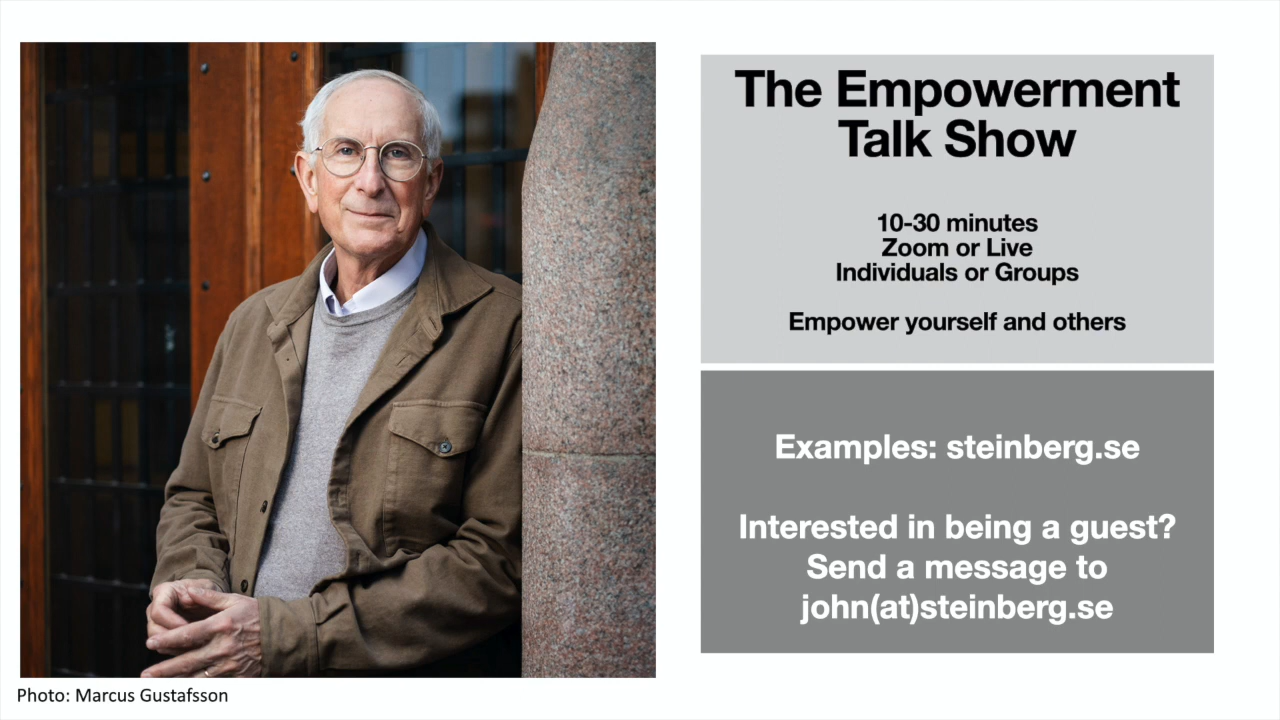 The Empowerment
Talk Show
10-30 minutes
Zoom or Live
Individuals or Groups
Empower yourself and others
Examples: steinberg.se
Interested in being a guest?
Send a message to
john(at)steinberg.se
Photo: Marcus Gustafsson